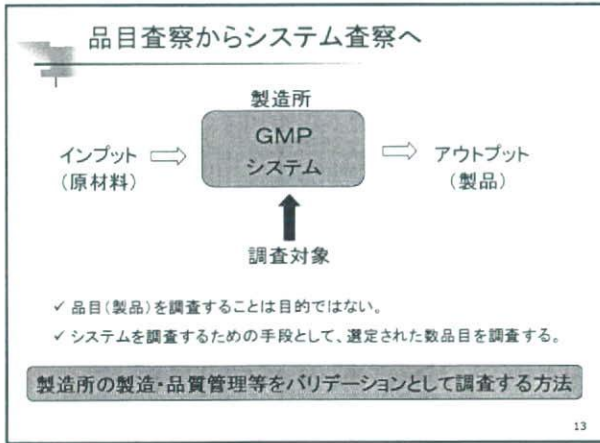 品目査察からシステム査察へ
製造所
GMP
システム
インプット
(原材料)
アウトプット
(製品)
調査対象
✓ 品目(製品)を調査することは目的ではない。
✓ システムを調査するための手段として、選定された数品目を調査する。
製造所の製造・品質管理等をバリデーションとして調査する方法
13